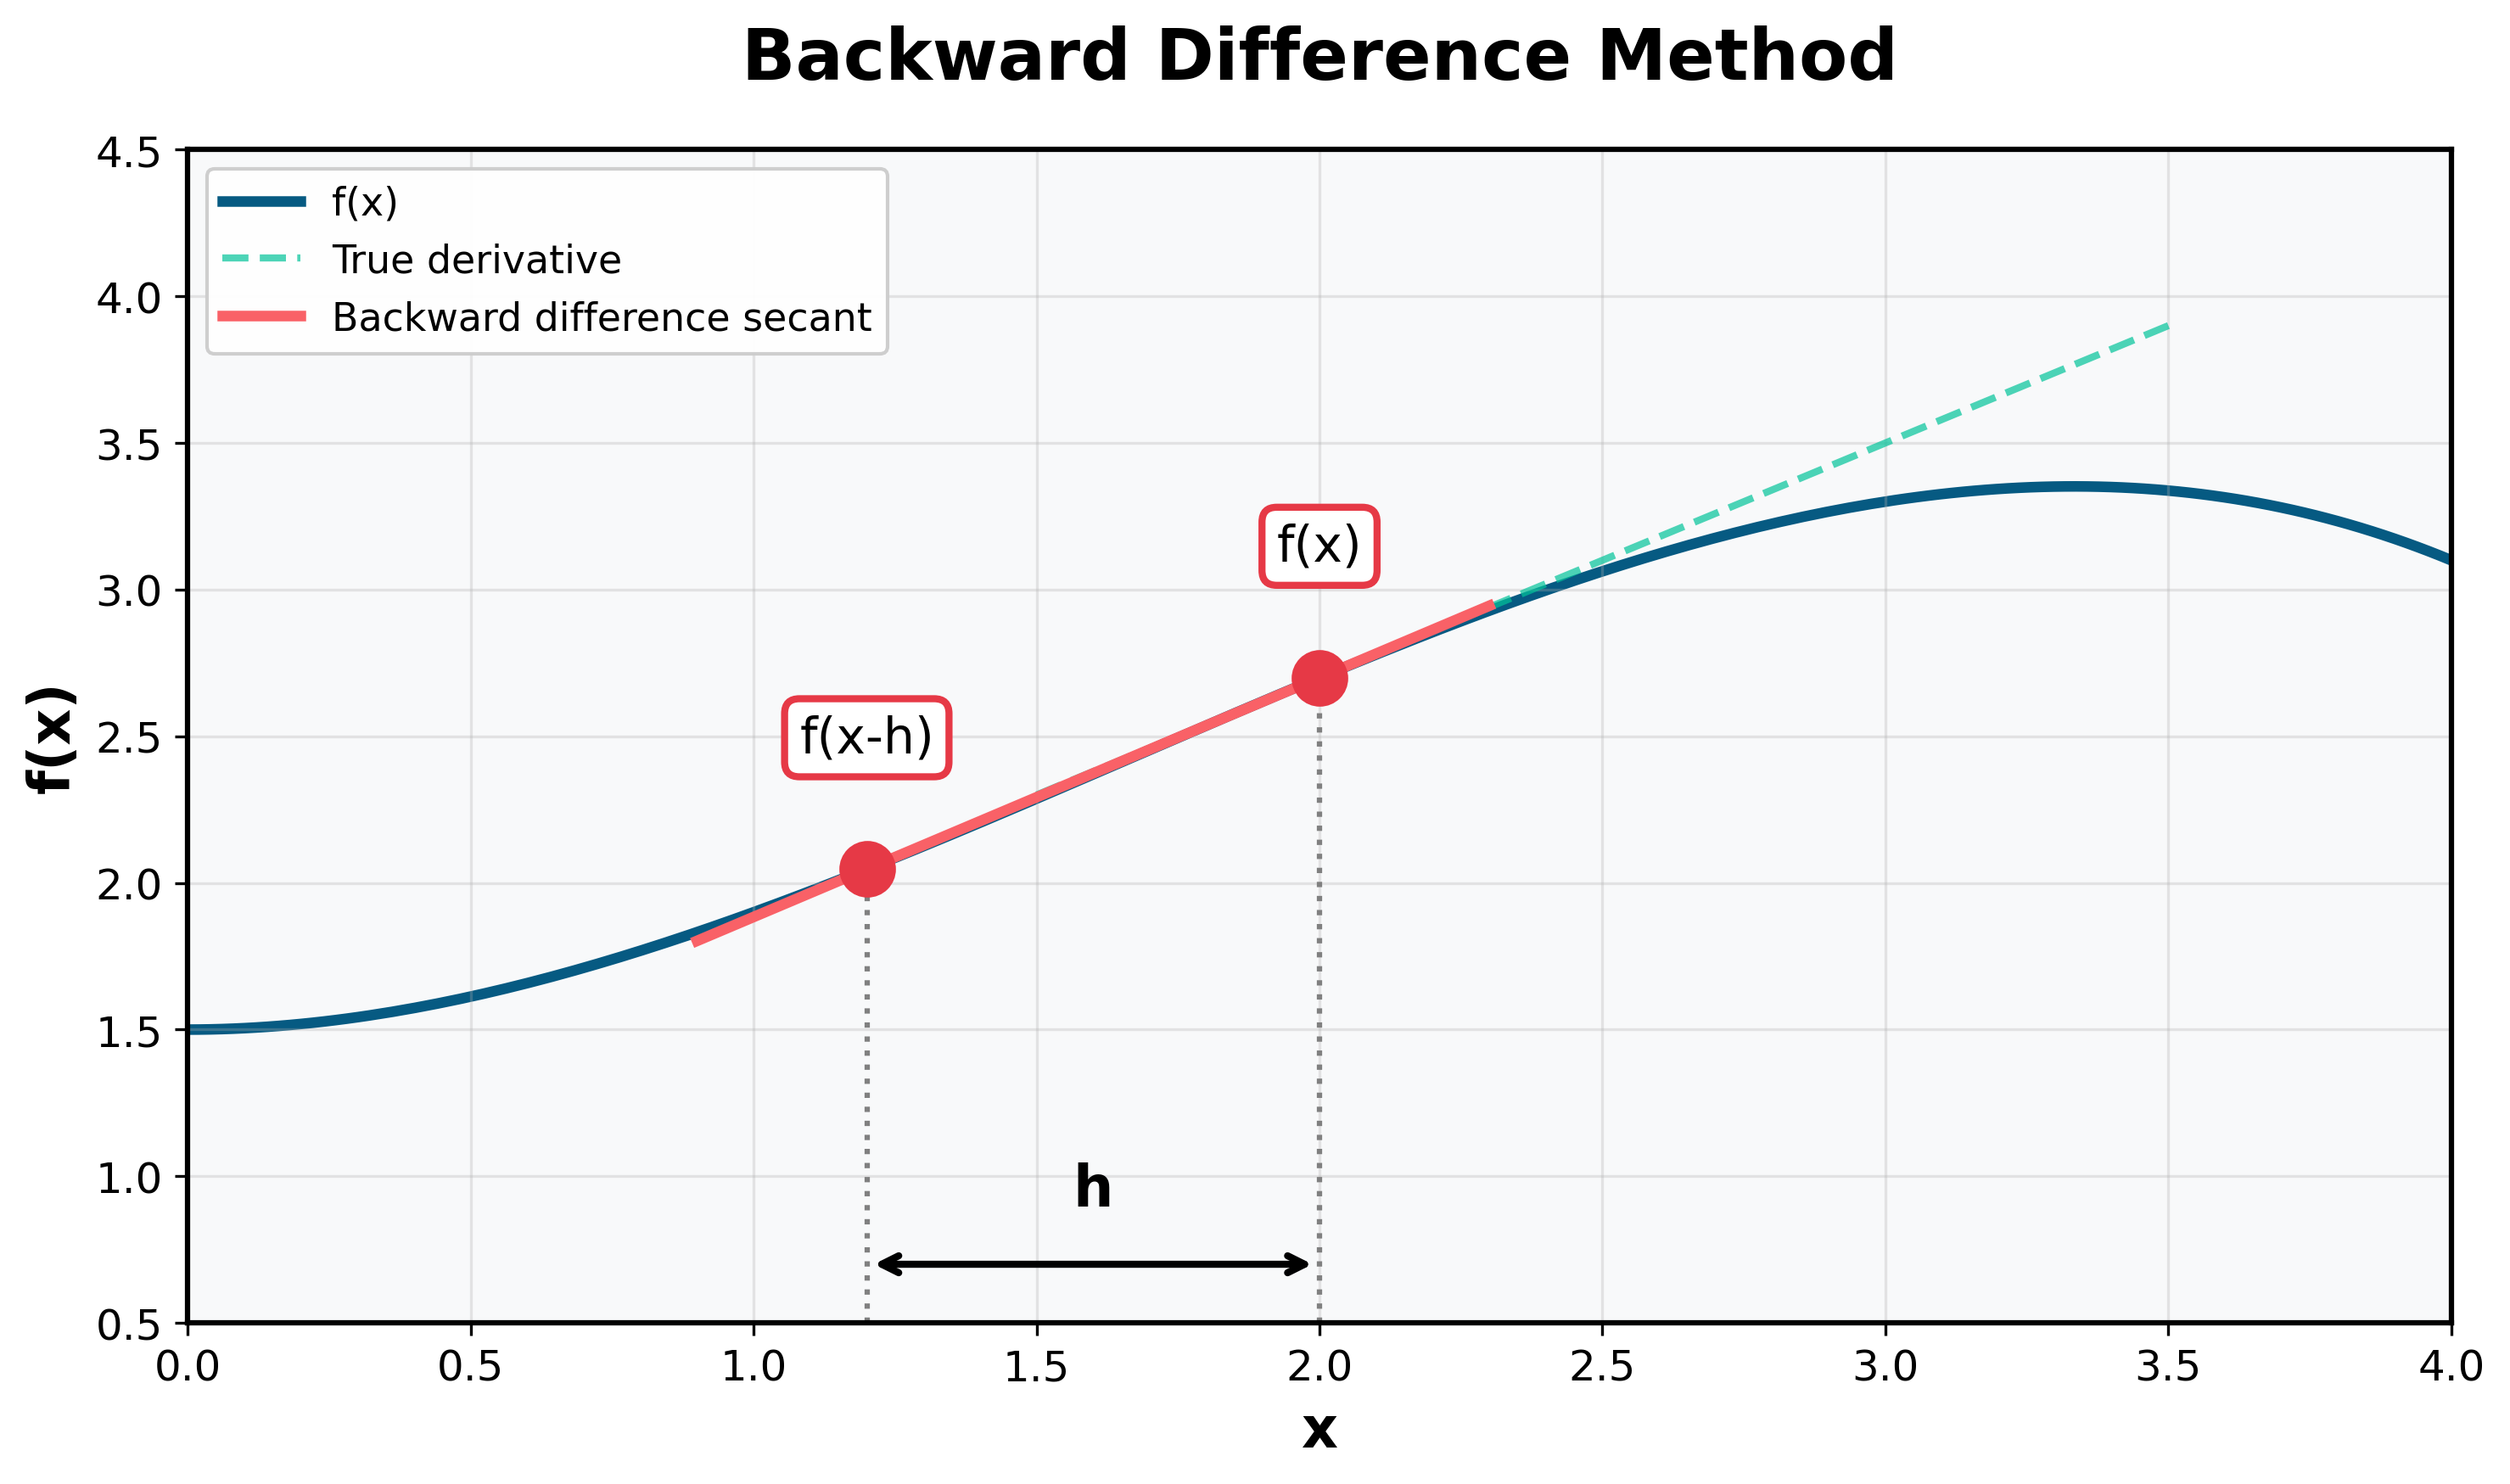 Backward Difference Method
4.5
4.0
3.5
3.0
2.5
2.0
1.5
1.0
0.5
f(x)
f(x)
True derivative
Backward difference secant
f(x)
f(x-h)
h
0.0 0.5 1.0 1.5 2.0 2.5 3.0 3.5 4.0
x